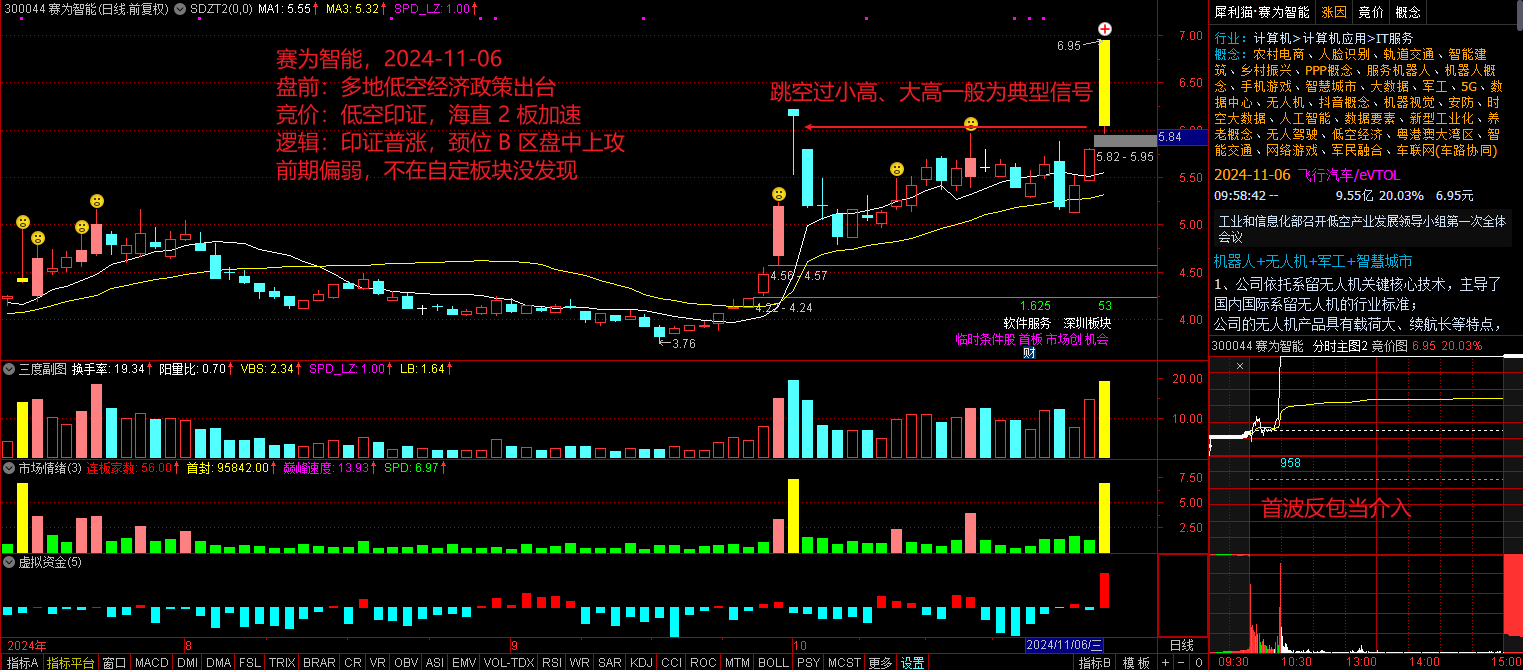 300044 赛为智能(日线.前复权) SDZT2(0,0) MA1: 5.55↑ MA3: 5.32↑ SPD_LZ: 1.00↑
赛为智能，2024-11-06
盘前：多地低空经济政策出台
竞价：低空印证，海直 2 板加速
逻辑：印证普涨，颈位 B 区盘中上攻
前期偏弱，不在自定板块没发现
跳空过小高、大高一般为典型信号
6.95
5.82 - 5.95
4.56 - 4.57
4.22 - 4.24
3.76
1.625 53
软件服务 深圳板块
临时条件股 首板 市场创 机会
财
7.00
6.50
6.00
5.84
5.50
5.00
4.50
4.00
三度副图 换手率: 19.34↑ 阳量比: 0.70↑ VBS: 2.34↑ SPD_LZ: 1.00↑ LB: 1.64↑
20.00
10.00
市场情绪(3) 连板家数: 56.00↑ 首封: 95842.00↑ 巅峰速度: 13.93↑ SPD: 6.97↑
7.50
5.00
2.50
虚拟资金(5)
2024年 8 9 10 2024/11/06/三 日线
指标A 指标平台 窗口 MACD DMI DMA FSL TRIX BRAR CR VR OBV ASI EMV VOL-TDX RSI WR SAR KDJ CCI ROC MTM BOLL PSY MCST 更多 设置 指标B 模板 + − O
犀利猫·赛为智能 涨因 竞价 概念
行业: 计算机>计算机应用>IT服务
概念: 农村电商、人脸识别、轨道交通、智能建
筑、乡村振兴、PPP概念、服务机器人、机器人概
念、手机游戏、智慧城市、大数据、军工、5G、数
据中心、无人机、抖音概念、机器视觉、安防、时
空大数据、人工智能、数据要素、新型工业化、养
老概念、无人驾驶、低空经济、粤港澳大湾区、智
能交通、网络游戏、军民融合、车联网(车路协同)
2024-11-06 飞行汽车/eVTOL
09:58:42 -- 9.55亿 20.03% 6.95元
工业和信息化部召开低空产业发展领导小组第一次全体
会议
机器人+无人机+军工+智慧城市
1、公司依托系留无人机关键核心技术，主导了
国内国际系留无人机的行业标准；
公司的无人机产品具有载荷大、续航长等特点，
300044 赛为智能 分时主图2 竞价图 6.95 20.03%
×
958
首波反包当介入
09:30 10:30 13:00 14:00 15:00